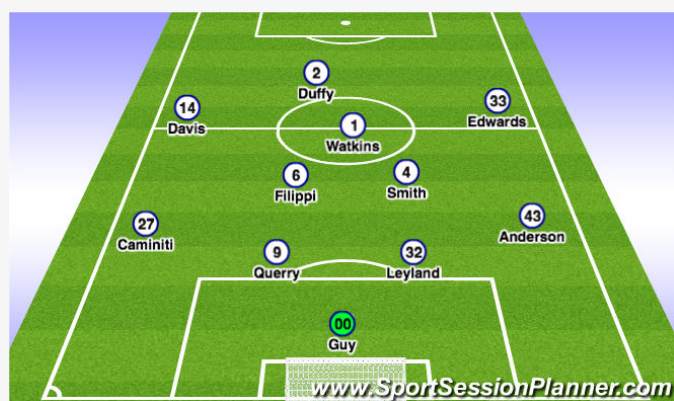 2
Duffy
14
Davis
33
Edwards
1
Watkins
6
Filippi
4
Smith
27
Caminiti
43
Anderson
9
Querry
32
Leyland
00
Guy
www.SportSessionPlanner.com